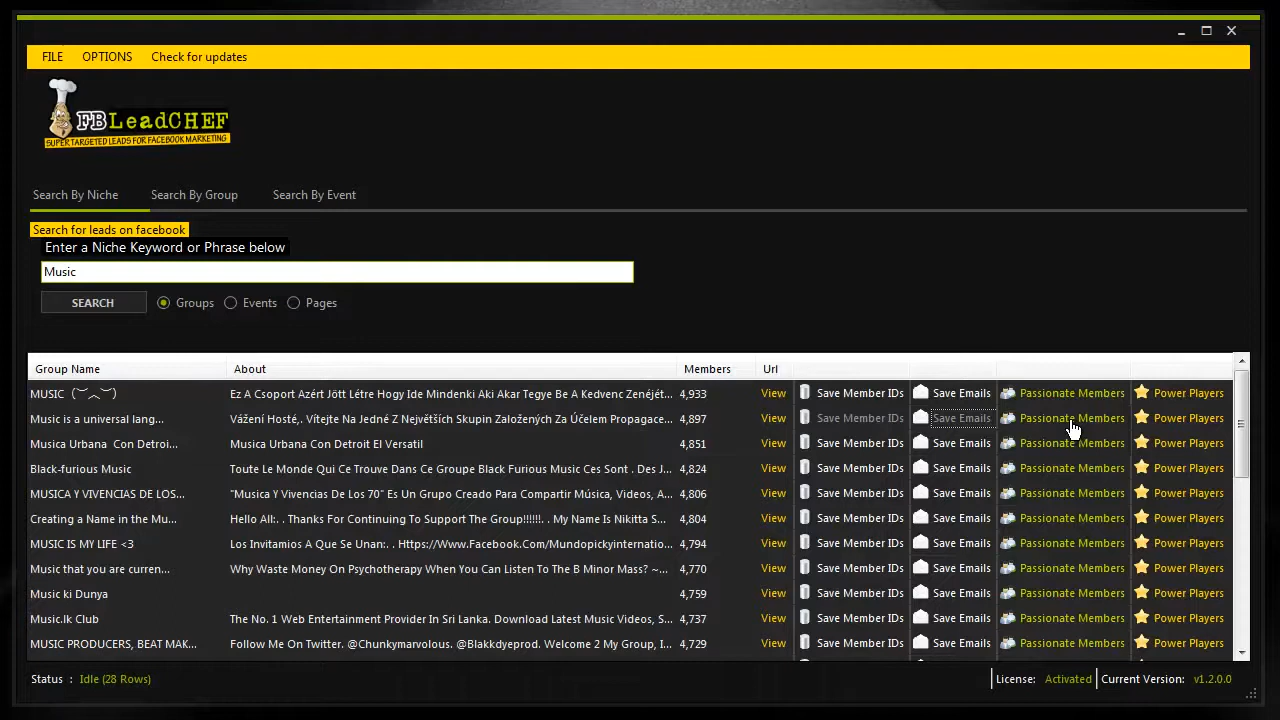 FILE OPTIONS Check for updates
FBLeadCHEF
SUPER TARGETED LEADS FOR FACEBOOK MARKETING
Search By Niche Search By Group Search By Event
Search for leads on facebook
Enter a Niche Keyword or Phrase below
Music
SEARCH Groups Events Pages
Group Name About Members Url
MUSIC (︶︿︶) Ez A Csoport Azért Jött Létre Hogy Ide Mindenki Aki Akar Tegye Be A Kedvenc Zenéjét... 4,933 View Save Member IDs Save Emails Passionate Members Power Players
Music is a universal lang... Vážení Hosté,. Vítejte Na Jedné Z Největších Skupin Založených Za Účelem Propagace... 4,897 View Save Member IDs Save Emails Passionate Members Power Players
Musica Urbana Con Detroi... Musica Urbana Con Detroit El Versatil 4,851 View Save Member IDs Save Emails Passionate Members Power Players
Black-furious Music Toute Le Monde Qui Ce Trouve Dans Ce Groupe Black Furious Music Ces Sont . Des J... 4,824 View Save Member IDs Save Emails Passionate Members Power Players
MUSICA Y VIVENCIAS DE LOS... "Musica Y Vivencias De Los 70" Es Un Grupo Creado Para Compartir Música, Videos, A... 4,806 View Save Member IDs Save Emails Passionate Members Power Players
Creating a Name in the Mu... Hello All:. . Thanks For Continuing To Support The Group!!!!!!. . My Name Is Nikitta S... 4,804 View Save Member IDs Save Emails Passionate Members Power Players
MUSIC IS MY LIFE <3 Los Invitamios A Que Se Unan:. . Https://Www.Facebook.Com/Mundopickyinternatio... 4,794 View Save Member IDs Save Emails Passionate Members Power Players
Music that you are curren... Why Waste Money On Psychotherapy When You Can Listen To The B Minor Mass? ~... 4,770 View Save Member IDs Save Emails Passionate Members Power Players
Music ki Dunya 4,759 View Save Member IDs Save Emails Passionate Members Power Players
Music.lk Club The No. 1 Web Entertainment Provider In Sri Lanka. Download Latest Music Videos, S... 4,737 View Save Member IDs Save Emails Passionate Members Power Players
MUSIC PRODUCERS, BEAT MAK... Follow Me On Twitter. @Chunkymarvolous. @Blakkdyeprod. Welcome 2 My Group, I... 4,729 View Save Member IDs Save Emails Passionate Members Power Players
Status : Idle (28 Rows) License: Activated Current Version: v1.2.0.0